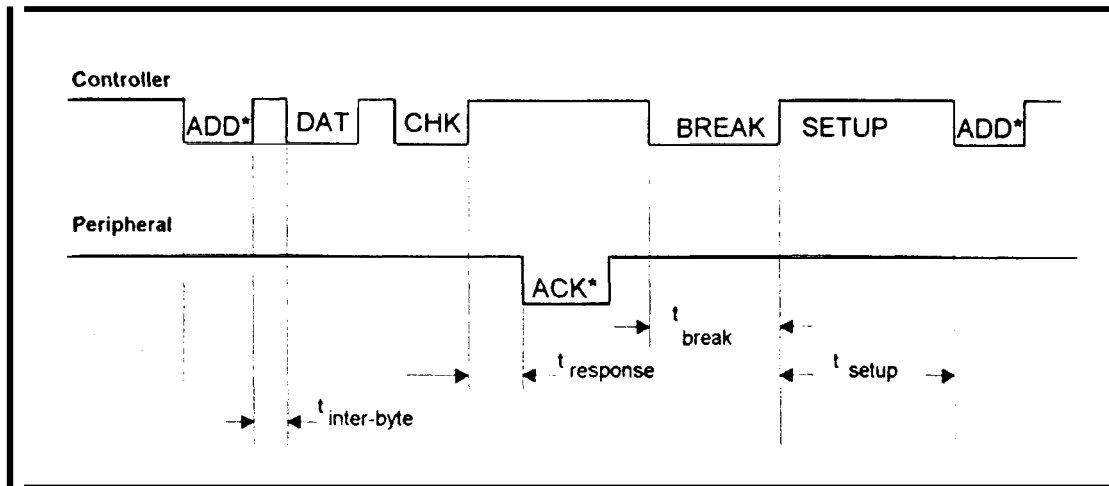 Controller
ADD* DAT CHK BREAK SETUP ADD*
Peripheral
ACK*
t break
t response t setup
t inter-byte